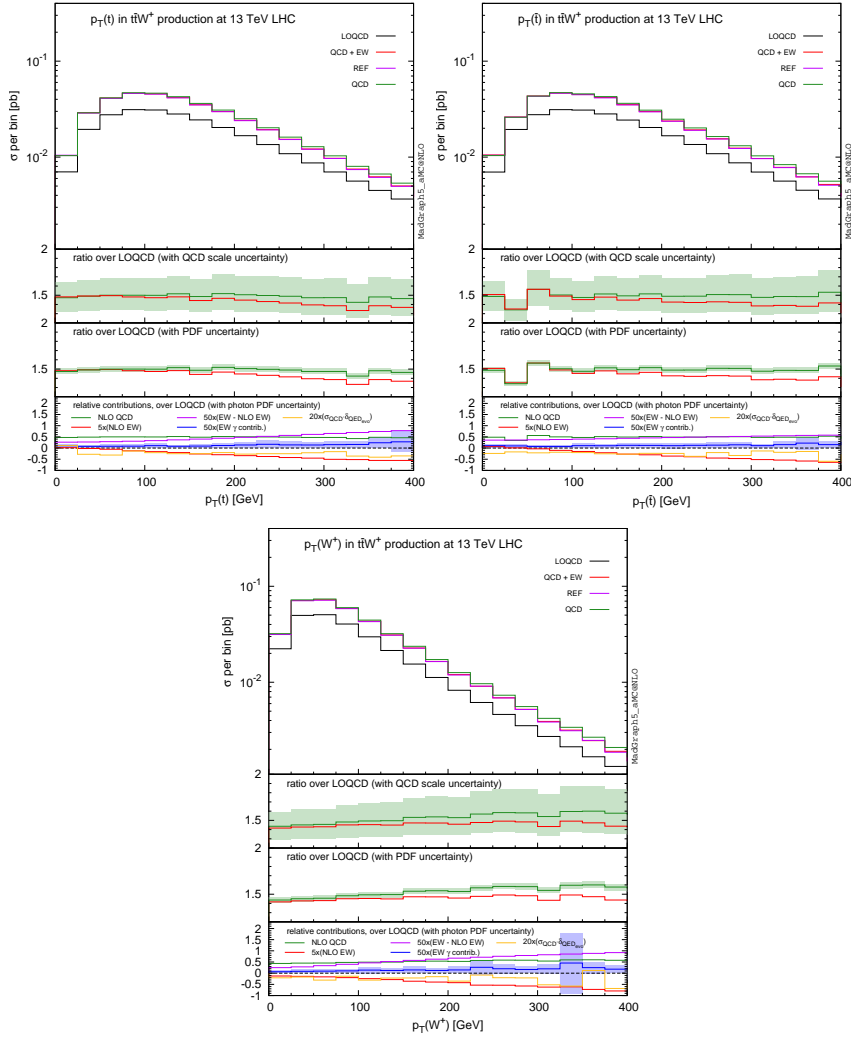 p_T(t) in tt̄W⁺ production at 13 TeV LHC
LOQCD
QCD + EW
REF
QCD
σ per bin [pb]
10⁻¹
10⁻²
MadGraph5_aMC@NLO
2
ratio over LOQCD (with QCD scale uncertainty)
1.5
2
ratio over LOQCD (with PDF uncertainty)
1.5
2
relative contributions, over LOQCD (with photon PDF uncertainty)
NLO QCD 50x(EW - NLO EW) 20x(σ_QCD·δ_QED_evo)
5x(NLO EW) 50x(EW γ contrib.)
1.5
1
0.5
0
-0.5
-1
0 100 200 300 400
p_T(t) [GeV]
p_T(t̄) in tt̄W⁺ production at 13 TeV LHC
LOQCD
QCD + EW
REF
QCD
σ per bin [pb]
10⁻¹
10⁻²
MadGraph5_aMC@NLO
2
ratio over LOQCD (with QCD scale uncertainty)
1.5
2
ratio over LOQCD (with PDF uncertainty)
1.5
2
relative contributions, over LOQCD (with photon PDF uncertainty)
NLO QCD 50x(EW - NLO EW) 20x(σ_QCD·δ_QED_evo)
5x(NLO EW) 50x(EW γ contrib.)
1.5
1
0.5
0
-0.5
-1
0 100 200 300 400
p_T(t̄) [GeV]
p_T(W⁺) in tt̄W⁺ production at 13 TeV LHC
LOQCD
QCD + EW
REF
QCD
σ per bin [pb]
10⁻¹
10⁻²
MadGraph5_aMC@NLO
2
ratio over LOQCD (with QCD scale uncertainty)
1.5
2
ratio over LOQCD (with PDF uncertainty)
1.5
2
relative contributions, over LOQCD (with photon PDF uncertainty)
NLO QCD 50x(EW - NLO EW) 20x(σ_QCD·δ_QED_evo)
5x(NLO EW) 50x(EW γ contrib.)
1.5
1
0.5
0
-0.5
-1
0 100 200 300 400
p_T(W⁺) [GeV]